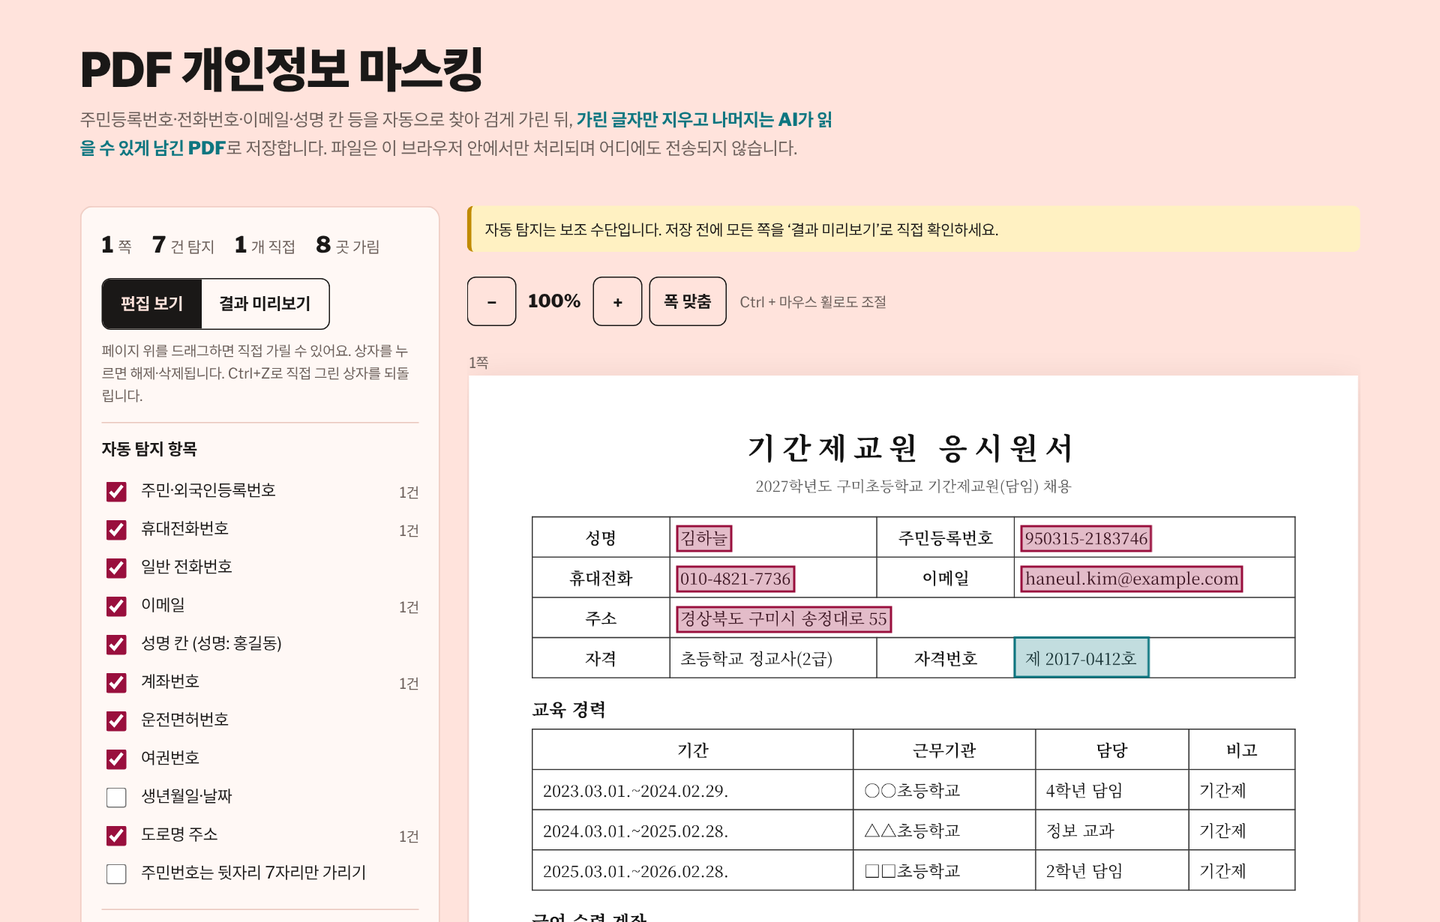 PDF 개인정보 마스킹
주민등록번호·전화번호·이메일·성명 칸 등을 자동으로 찾아 검게 가린 뒤, 가린 글자만 지우고 나머지는 AI가 읽
을 수 있게 남긴 PDF로 저장합니다. 파일은 이 브라우저 안에서만 처리되며 어디에도 전송되지 않습니다.
1 쪽 7 건 탐지 1 개 직접 8 곳 가림
편집 보기 결과 미리보기
페이지 위를 드래그하면 직접 가릴 수 있어요. 상자를 누
르면 해제·삭제됩니다. Ctrl+Z로 직접 그린 상자를 되돌
립니다.
자동 탐지 항목
주민·외국인등록번호 1건
휴대전화번호 1건
일반 전화번호
이메일 1건
성명 칸 (성명: 홍길동)
계좌번호 1건
운전면허번호
여권번호
생년월일·날짜
도로명 주소 1건
주민번호는 뒷자리 7자리만 가리기
자동 탐지는 보조 수단입니다. 저장 전에 모든 쪽을 ‘결과 미리보기’로 직접 확인하세요.
− 100% + 폭 맞춤 Ctrl + 마우스 휠로도 조절
1쪽
기간제교원 응시원서
2027학년도 구미초등학교 기간제교원(담임) 채용
성명 김하늘 주민등록번호 950315-2183746
휴대전화 010-4821-7736 이메일 haneul.kim@example.com
주소 경상북도 구미시 송정대로 55
자격 초등학교 정교사(2급) 자격번호 제 2017-0412호
교육 경력
기간 근무기관 담당 비고
2023.03.01.~2024.02.29. ○○초등학교 4학년 담임 기간제
2024.03.01.~2025.02.28. △△초등학교 정보 교과 기간제
2025.03.01.~2026.02.28. □□초등학교 2학년 담임 기간제